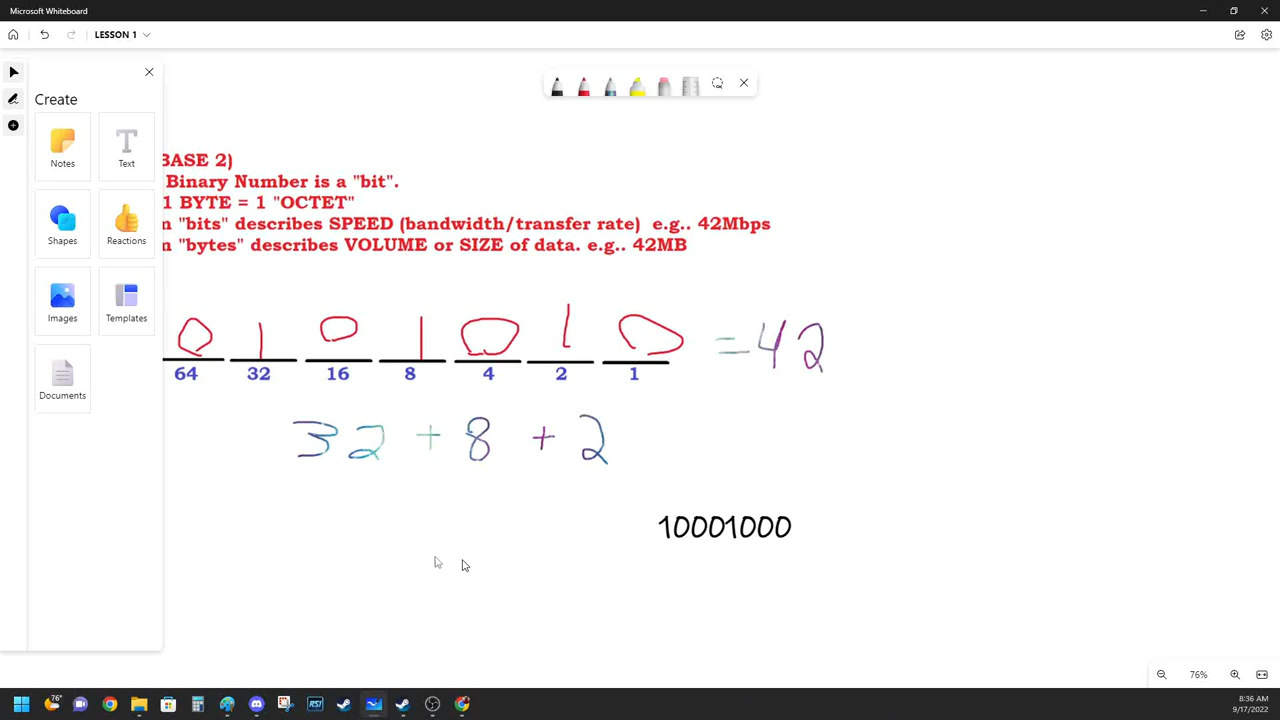 Microsoft Whiteboard
LESSON 1
Create
Notes
Text
Shapes
Reactions
Images
Templates
Documents
BASE 2)
Binary Number is a "bit".
1 BYTE = 1 "OCTET"
n "bits" describes SPEED (bandwidth/transfer rate) e.g.. 42Mbps
n "bytes" describes VOLUME or SIZE of data. e.g.. 42MB
0 1 0 1 0 1 0 = 42
64 32 16 8 4 2 1
32 + 8 + 2
10001000
76%
76°
RSI
8:36 AM
9/17/2022